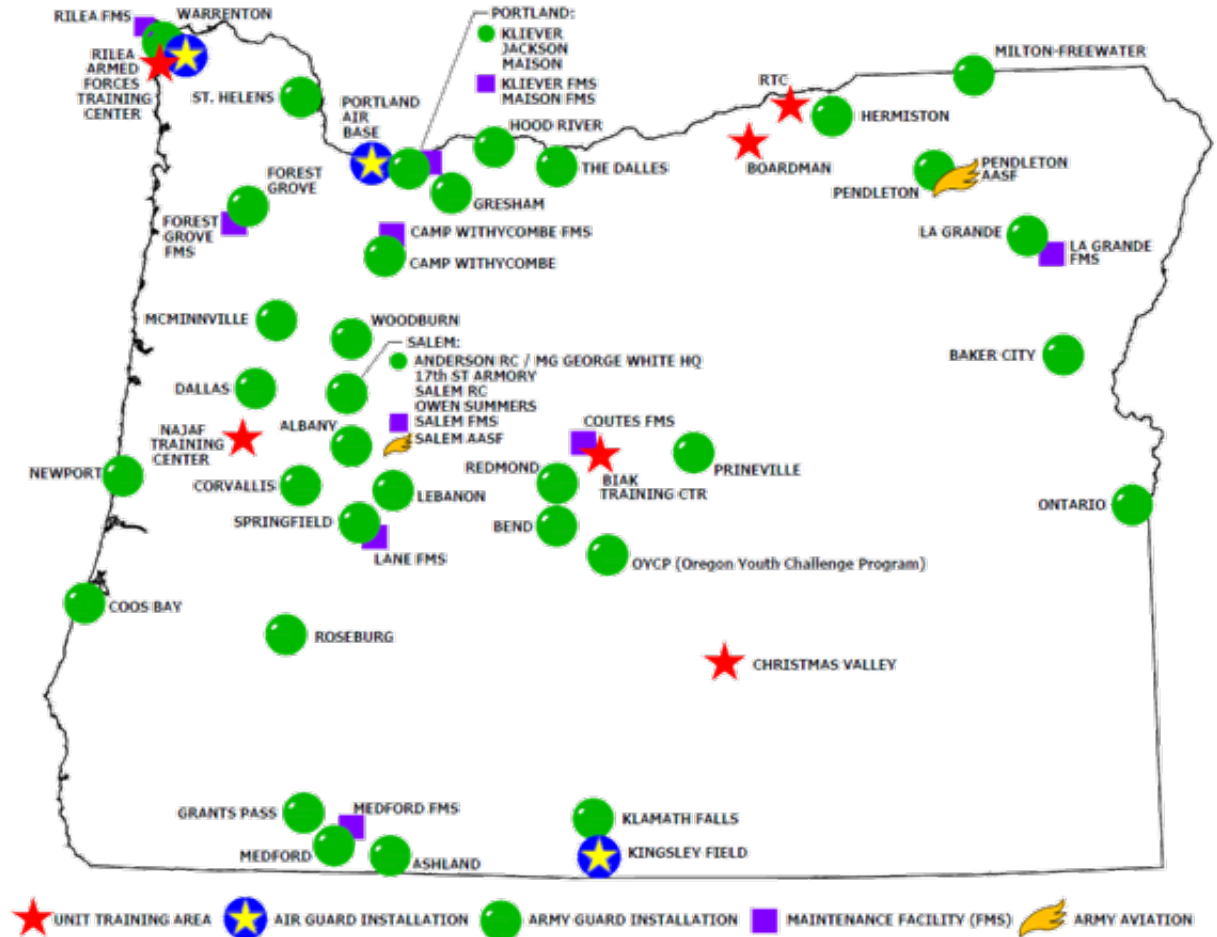 RILEA FMS
WARRENTON
RILEA
ARMED
FORCES
TRAINING
CENTER
ST. HELENS
PORTLAND
AIR
BASE
PORTLAND:
KLIEVER
JACKSON
MAISON
KLIEVER FMS
MAISON FMS
HOOD RIVER
THE DALLES
GRESHAM
RTC
BOARDMAN
HERMISTON
MILTON-FREEWATER
PENDLETON
PENDLETON
AASF
LA GRANDE
LA GRANDE
FMS
FOREST
GROVE
FOREST
GROVE
FMS
CAMP WITHYCOMBE FMS
CAMP WITHYCOMBE
MCMINNVILLE
WOODBURN
SALEM:
ANDERSON RC / MG GEORGE WHITE HQ
17th ST ARMORY
SALEM RC
OWEN SUMMERS
SALEM FMS
SALEM AASF
BAKER CITY
DALLAS
ALBANY
NAJAF
TRAINING
CENTER
COUTES FMS
BIAK
TRAINING CTR
REDMOND
PRINEVILLE
NEWPORT
CORVALLIS
LEBANON
SPRINGFIELD
LANE FMS
BEND
ONTARIO
OYCP (Oregon Youth Challenge Program)
COOS BAY
ROSEBURG
CHRISTMAS VALLEY
GRANTS PASS
MEDFORD FMS
MEDFORD
ASHLAND
KLAMATH FALLS
KINGSLEY FIELD
UNIT TRAINING AREA
AIR GUARD INSTALLATION
ARMY GUARD INSTALLATION
MAINTENANCE FACILITY (FMS)
ARMY AVIATION